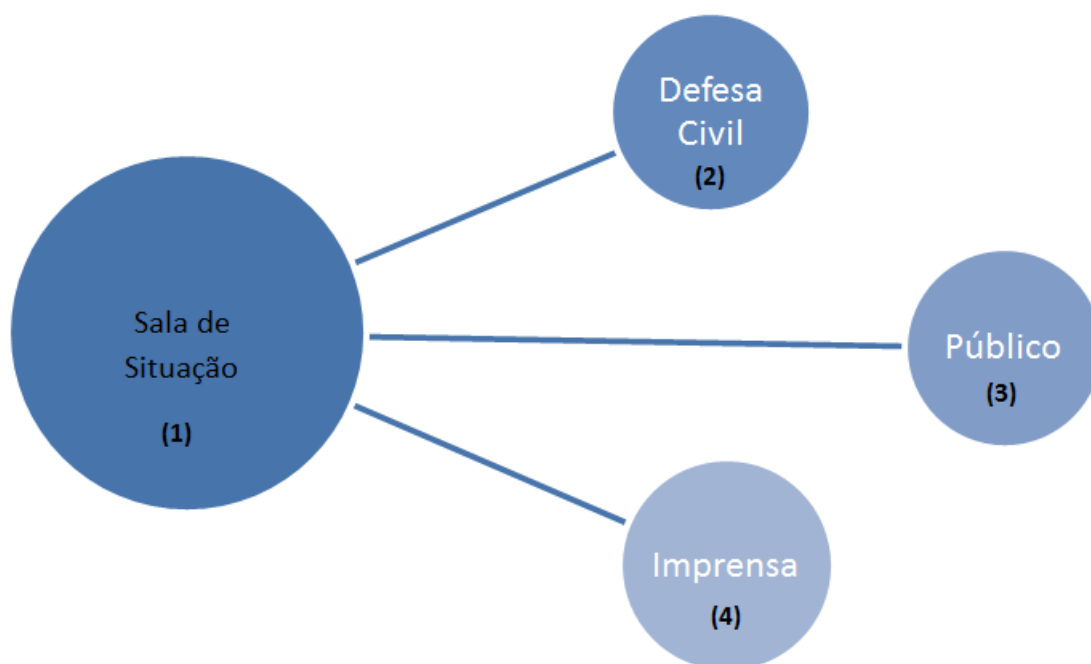 Sala de
Situação
(1)
Defesa
Civil
(2)
Público
(3)
Imprensa
(4)